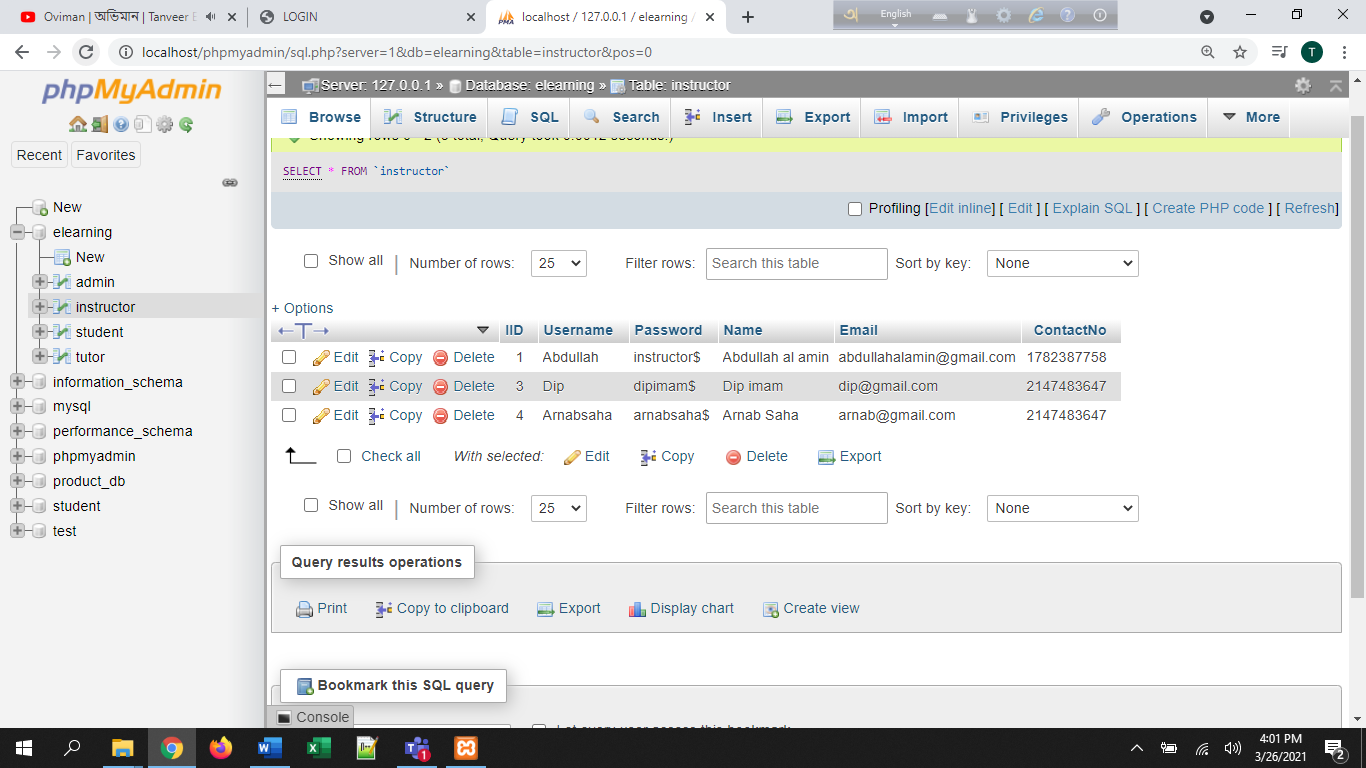 Oviman | অভিমান | Tanveer E
LOGIN
localhost / 127.0.0.1 / elearning /
English
localhost/phpmyadmin/sql.php?server=1&db=elearning&table=instructor&pos=0
T
phpMyAdmin
Recent Favorites
New
elearning
New
admin
instructor
student
tutor
information_schema
mysql
performance_schema
phpmyadmin
product_db
student
test
Server: 127.0.0.1 » Database: elearning » Table: instructor
Browse Structure SQL Search Insert Export Import Privileges Operations More
SELECT * FROM `instructor`
Profiling [Edit inline] [ Edit ] [ Explain SQL ] [ Create PHP code ] [ Refresh]
Show all | Number of rows: 25 Filter rows: Search this table Sort by key: None
+ Options
←T→ IID Username Password Name Email ContactNo
Edit Copy Delete 1 Abdullah instructor$ Abdullah al amin abdullahalamin@gmail.com 1782387758
Edit Copy Delete 3 Dip dipimam$ Dip imam dip@gmail.com 2147483647
Edit Copy Delete 4 Arnabsaha arnabsaha$ Arnab Saha arnab@gmail.com 2147483647
Check all With selected: Edit Copy Delete Export
Show all | Number of rows: 25 Filter rows: Search this table Sort by key: None
Query results operations
Print Copy to clipboard Export Display chart Create view
Bookmark this SQL query
Console
4:01 PM
3/26/2021
1
2